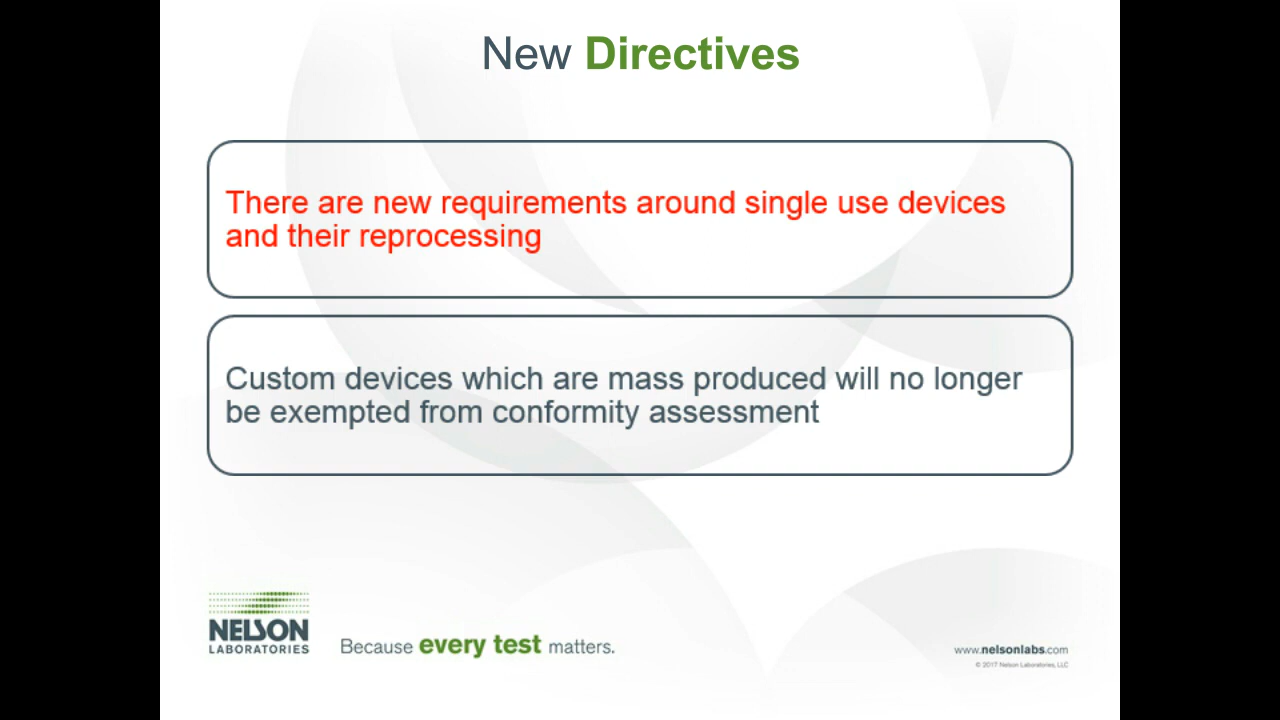 New Directives
There are new requirements around single use devices
and their reprocessing
Custom devices which are mass produced will no longer
be exempted from conformity assessment
NELSON
LABORATORIES
Because every test matters.
www.nelsonlabs.com
© 2017 Nelson Laboratories, LLC